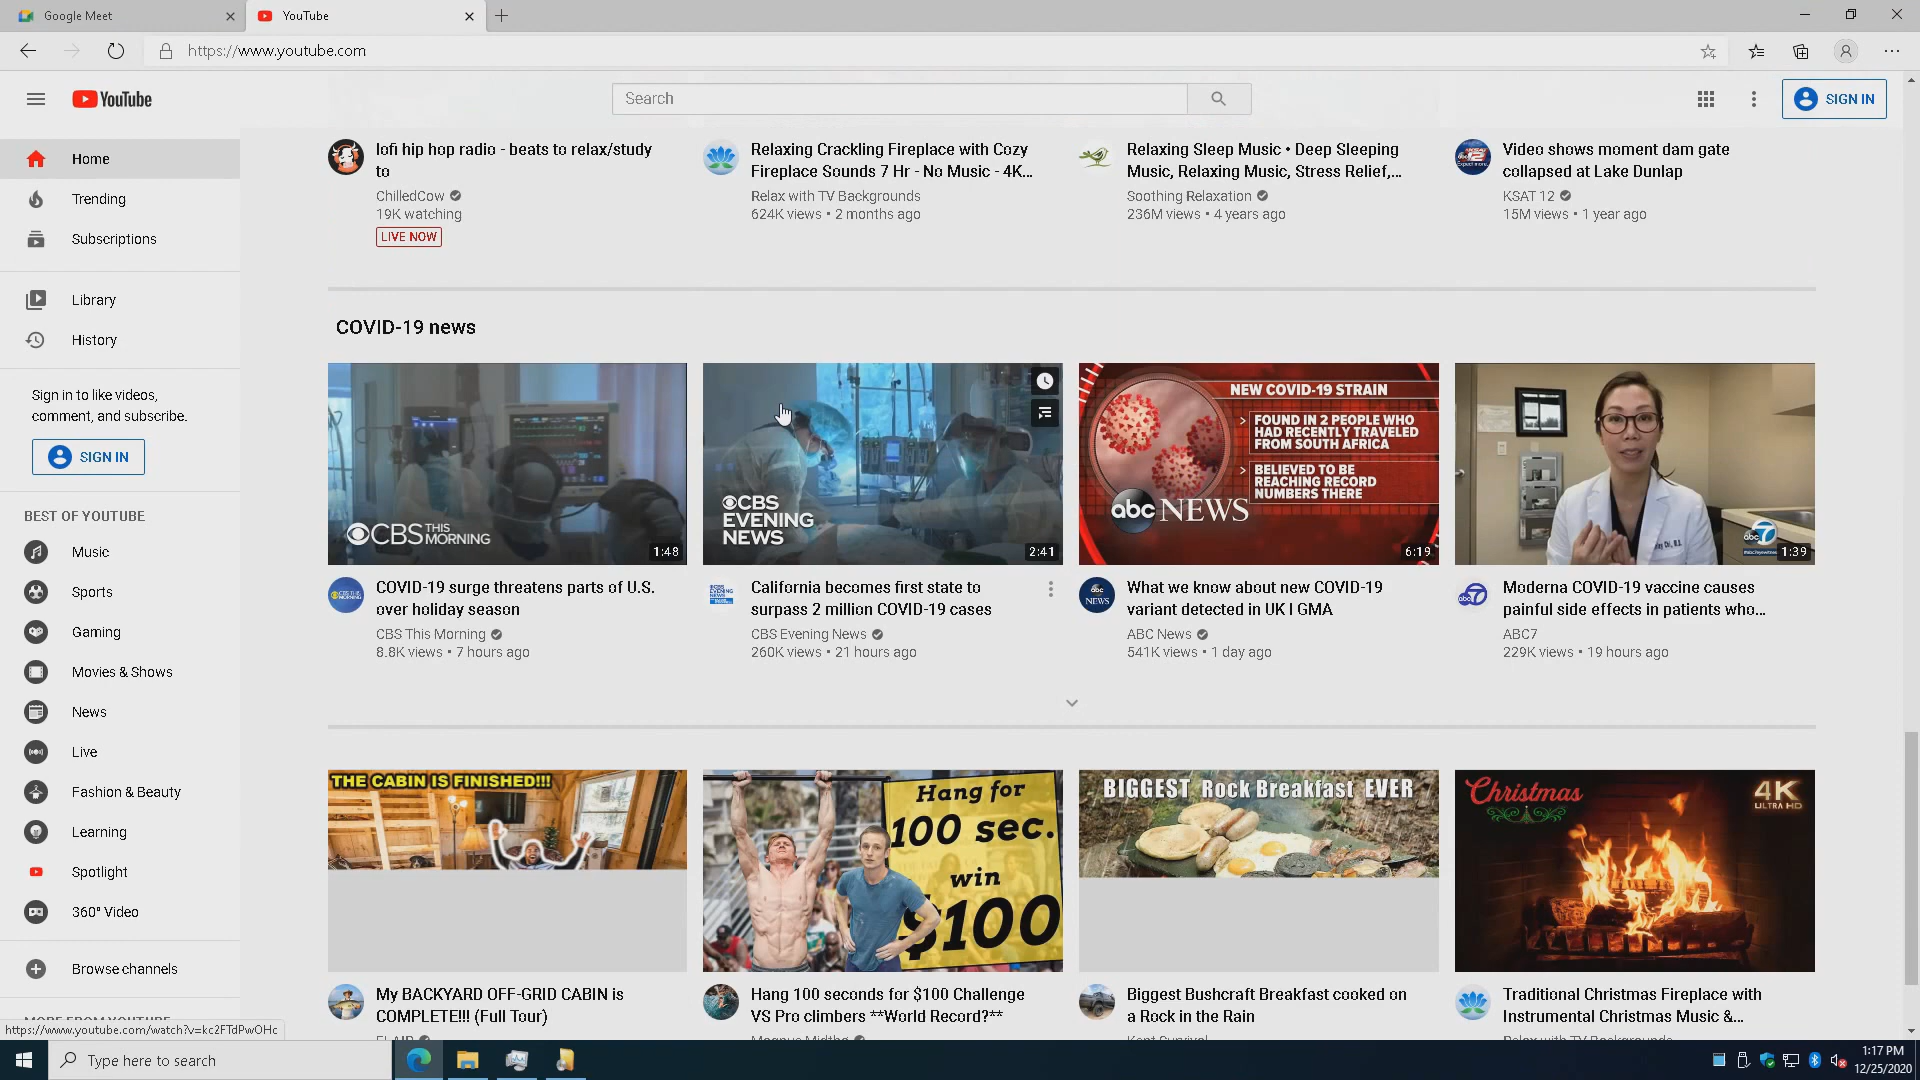 Google Meet
YouTube
https://www.youtube.com
YouTube
Search
SIGN IN
Home
Trending
Subscriptions
Library
History
Sign in to like videos,
comment, and subscribe.
SIGN IN
BEST OF YOUTUBE
Music
Sports
Gaming
Movies & Shows
News
Live
Fashion & Beauty
Learning
Spotlight
360° Video
Browse channels
MORE FROM YOUTUBE
https://www.youtube.com/watch?v=kc2FTdPwOHc
lofi hip hop radio - beats to relax/study
to
ChilledCow
19K watching
LIVE NOW
Relaxing Crackling Fireplace with Cozy
Fireplace Sounds 7 Hr - No Music - 4K...
Relax with TV Backgrounds
624K views • 2 months ago
Relaxing Sleep Music • Deep Sleeping
Music, Relaxing Music, Stress Relief,...
Soothing Relaxation
236M views • 4 years ago
Video shows moment dam gate
collapsed at Lake Dunlap
KSAT 12
15M views • 1 year ago
COVID-19 news
CBS THIS MORNING
1:48
COVID-19 surge threatens parts of U.S.
over holiday season
CBS This Morning
8.8K views • 7 hours ago
CBS
EVENING
NEWS
2:41
California becomes first state to
surpass 2 million COVID-19 cases
CBS Evening News
260K views • 21 hours ago
NEW COVID-19 STRAIN
> FOUND IN 2 PEOPLE WHO
HAD RECENTLY TRAVELED
FROM SOUTH AFRICA
> BELIEVED TO BE
REACHING RECORD
NUMBERS THERE
abc NEWS
6:19
What we know about new COVID-19
variant detected in UK l GMA
ABC News
541K views • 1 day ago
abc 7
1:39
Moderna COVID-19 vaccine causes
painful side effects in patients who...
ABC7
229K views • 19 hours ago
THE CABIN IS FINISHED!!!
My BACKYARD OFF-GRID CABIN is
COMPLETE!!! (Full Tour)
Hang for
100 sec.
win
$100
Hang 100 seconds for $100 Challenge
VS Pro climbers **World Record?**
Magnus Midtbø
BIGGEST Rock Breakfast EVER
Biggest Bushcraft Breakfast cooked on
a Rock in the Rain
Kent Survival
Christmas
4K
ULTRA HD
Traditional Christmas Fireplace with
Instrumental Christmas Music &...
Relax with TV Backgrounds
Type here to search
1:17 PM
12/25/2020